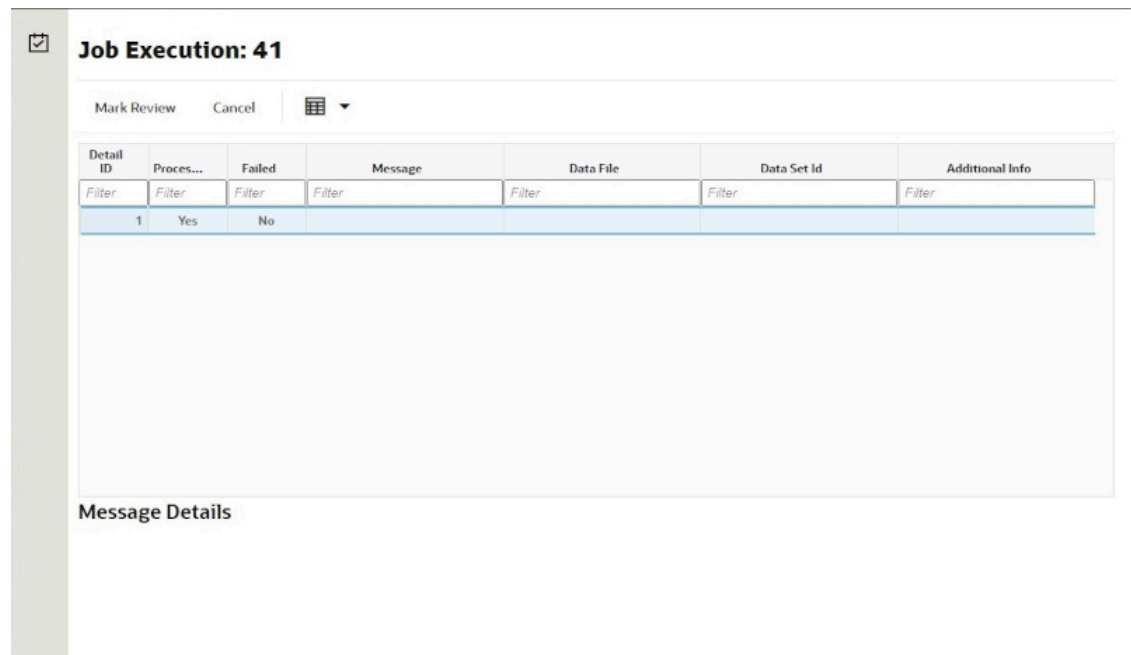 Job Execution: 41
Mark Review Cancel
Detail ID Proces... Failed Message Data File Data Set Id Additional Info
Filter Filter Filter Filter Filter Filter Filter
1 Yes No
Message Details